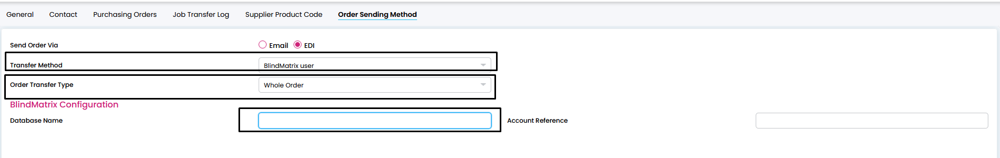 General Contact Purchasing Orders Job Transfer Log Supplier Product Code Order Sending Method
Send Order Via Email EDI
Transfer Method BlindMatrix user
Order Transfer Type Whole Order
BlindMatrix Configuration
Database Name Account Reference